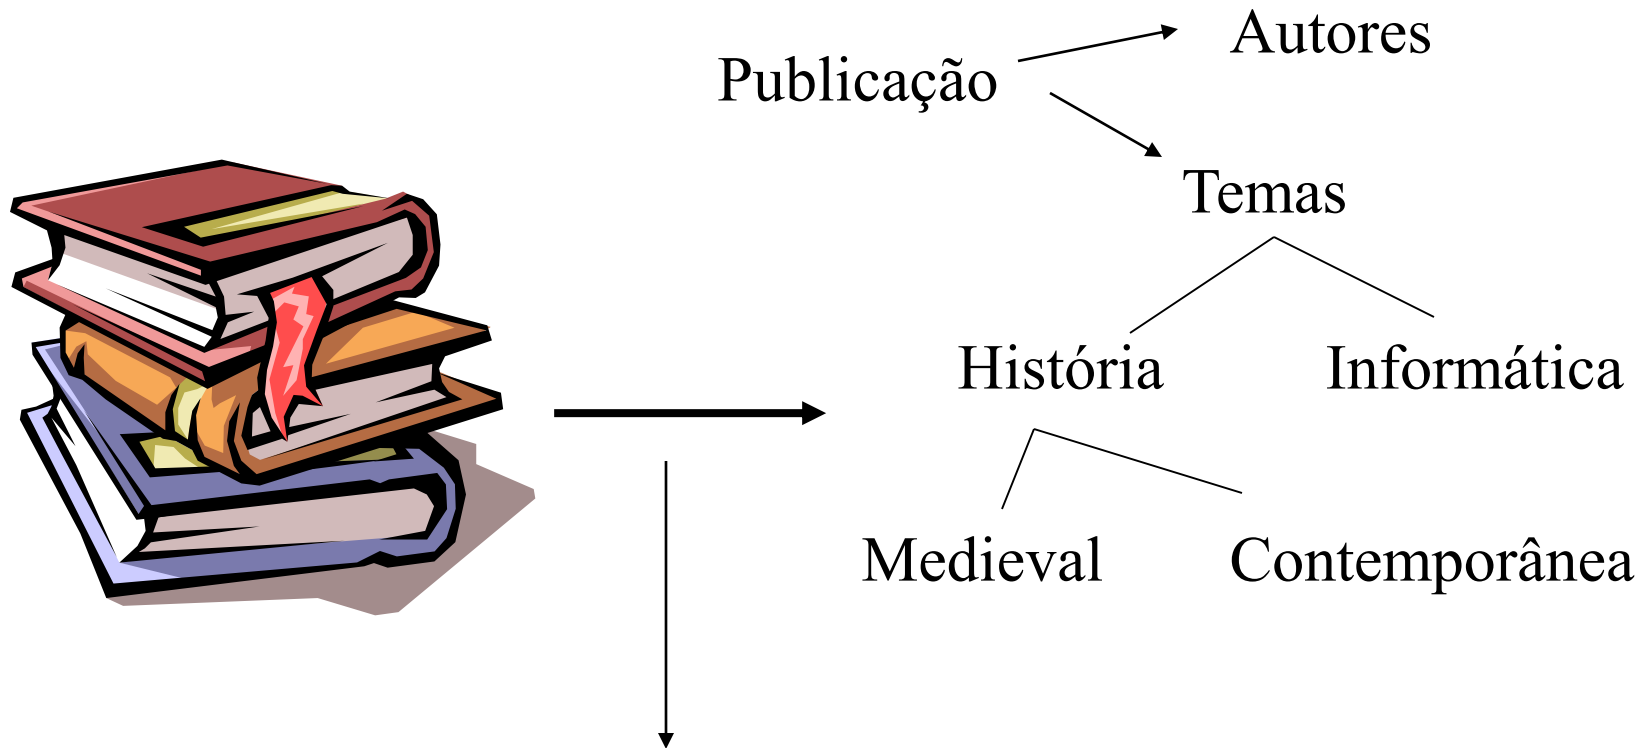 Autores
Publicação
Temas
História Informática
Medieval Contemporânea